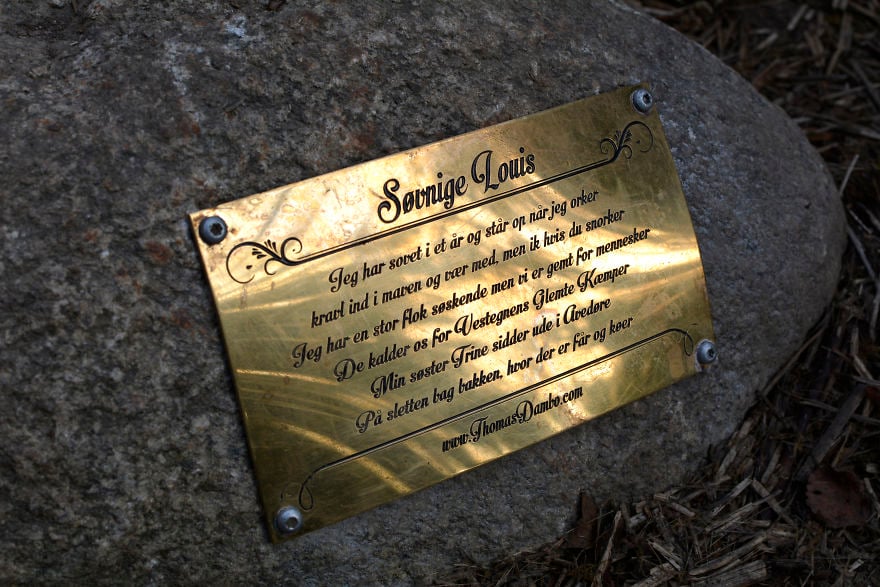 Søvnige Louis
Jeg har sovet i et år og står op når jeg orker
kravl ind i maven og vær med, men ik hvis du snorker
Jeg har en stor flok søskende men vi er gemt for mennesker
De kalder os for Vestegnens Glemte Kæmper
Min søster Trine sidder ude i Avedøre
På sletten bag bakken, hvor der er får og køer
www.ThomasDambo.com